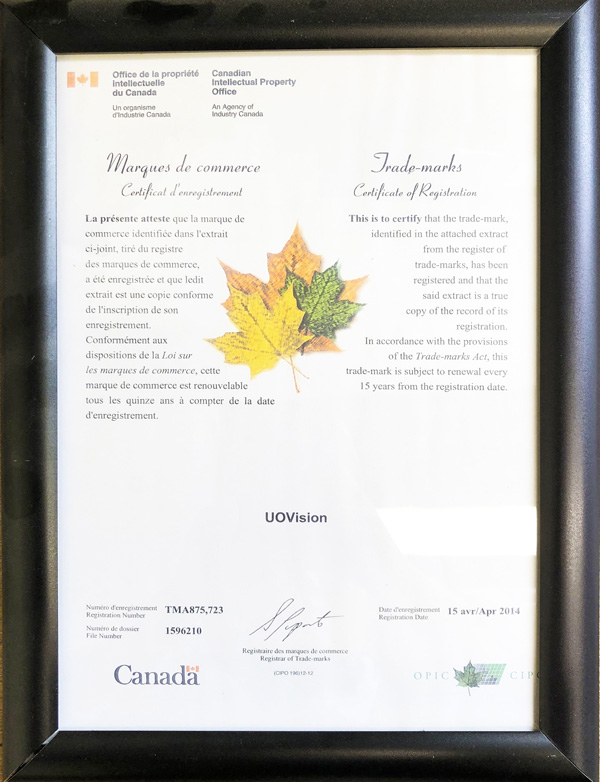 Office de la propriété
intellectuelle
du Canada
Un organisme
d'Industrie Canada
Canadian
Intellectual Property
Office
An Agency of
Industry Canada
Marques de commerce
Certificat d'enregistrement
La présente atteste que la marque de
commerce identifiée dans l'extrait
ci-joint, tiré du registre
des marques de commerce,
a été enregistrée et que ledit
extrait est une copie conforme
de l'inscription de son
enregistrement.
Conformément aux
dispositions de la Loi sur
les marques de commerce, cette
marque de commerce est renouvelable
tous les quinze ans à compter de la date
d'enregistrement.
Trade-marks
Certificate of Registration
This is to certify that the trade-mark,
identified in the attached extract
from the register of
trade-marks, has been
registered and that the
said extract is a true
copy of the record of its
registration.
In accordance with the provisions
of the Trade-marks Act, this
trade-mark is subject to renewal every
15 years from the registration date.
UOVision
Numéro d'enregistrement
Registration Number
TMA875,723
Numéro de dossier
File Number
1596210
Registraire des marques de commerce
Registrar of Trade-marks
(CIPO 196)12-12
Date d'enregistrement
Registration Date
15 avr/Apr 2014
Canada
OPIC CIPO